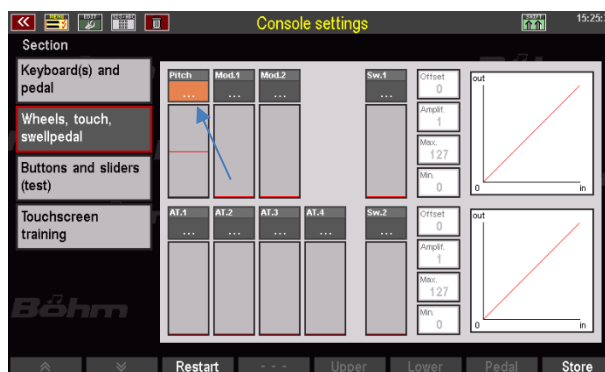 MENU
EDIT
Console settings
SHIFT
15:25:
Section
Keyboard(s) and
pedal
Wheels, touch,
swellpedal
Buttons and sliders
(test)
Touchscreen
training
Pitch
...
Mod.1
...
Mod.2
...
Sw.1
...
Offset
0
Amplif.
1
Max.
127
Min.
0
out
0
in
AT.1
...
AT.2
...
AT.3
...
AT.4
...
Sw.2
...
Offset
0
Amplif.
1
Max.
127
Min.
0
out
0
in
Böhm
Restart
- - -
Upper
Lower
Pedal
Store